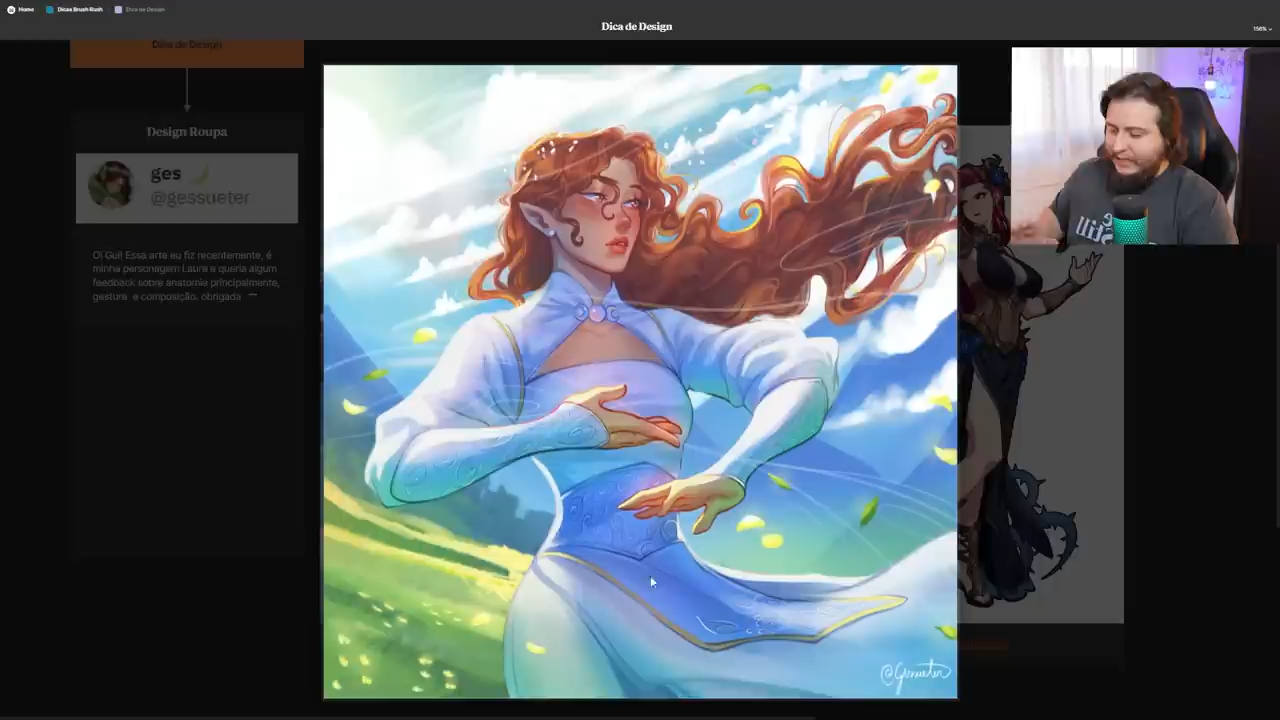 Home
Dicas Brush Rush
Dica de Design
Dica de Design
156%
Dica de Design
Design Roupa
ges
@gessueter
Oi Gui! Essa arte eu fiz recentemente, é
minha personagem Laura e queria algum
feedback sobre anatomia principalmente,
gesture e composição, obrigada
@Gessueter